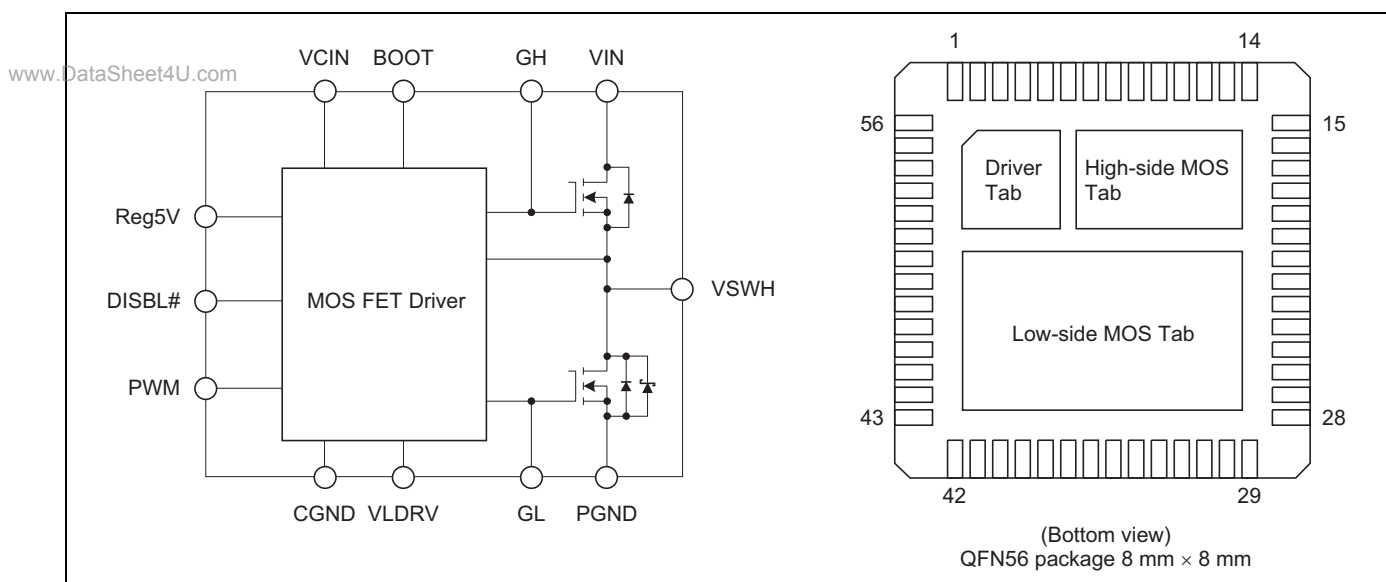 www.DataSheet4U.com
VCIN BOOT GH VIN
Reg5V
DISBL#
PWM
MOS FET Driver
VSWH
CGND VLDRV GL PGND
1 14
56 15
Driver
Tab
High-side MOS
Tab
Low-side MOS Tab
43 28
42 29
(Bottom view)
QFN56 package 8 mm × 8 mm